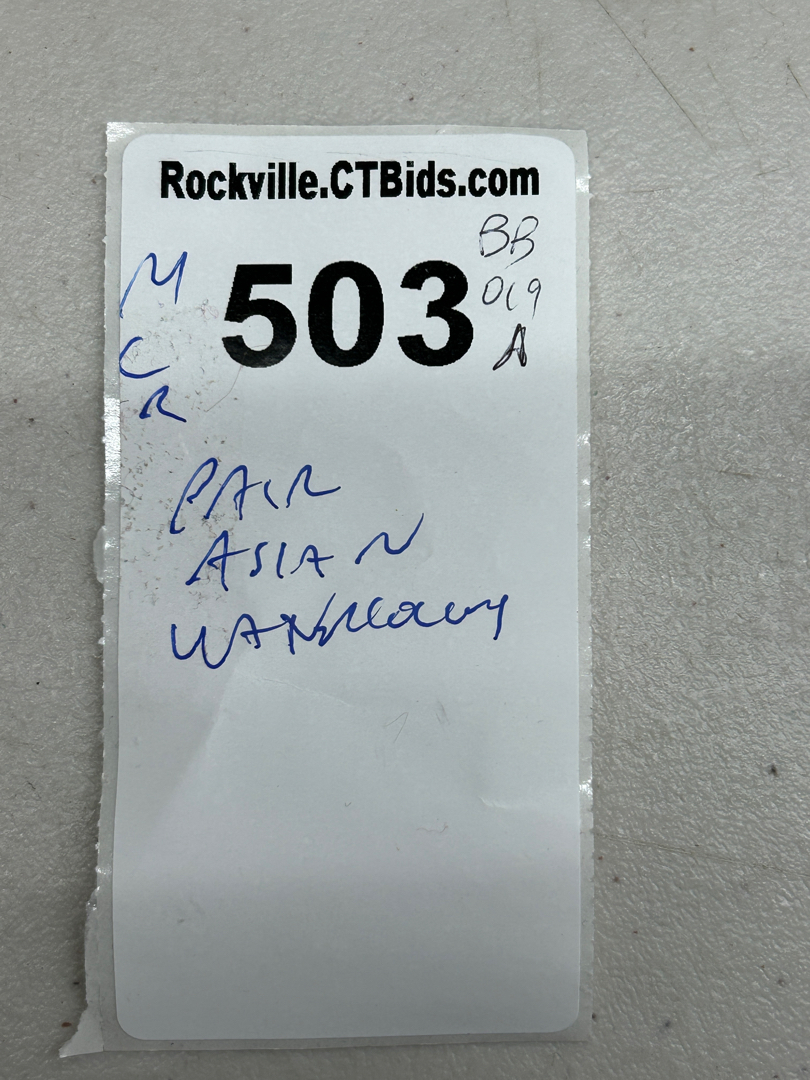 Rockville.CTBids.com
503
BB
019
A
M
C
R
PAIR
ASIAN